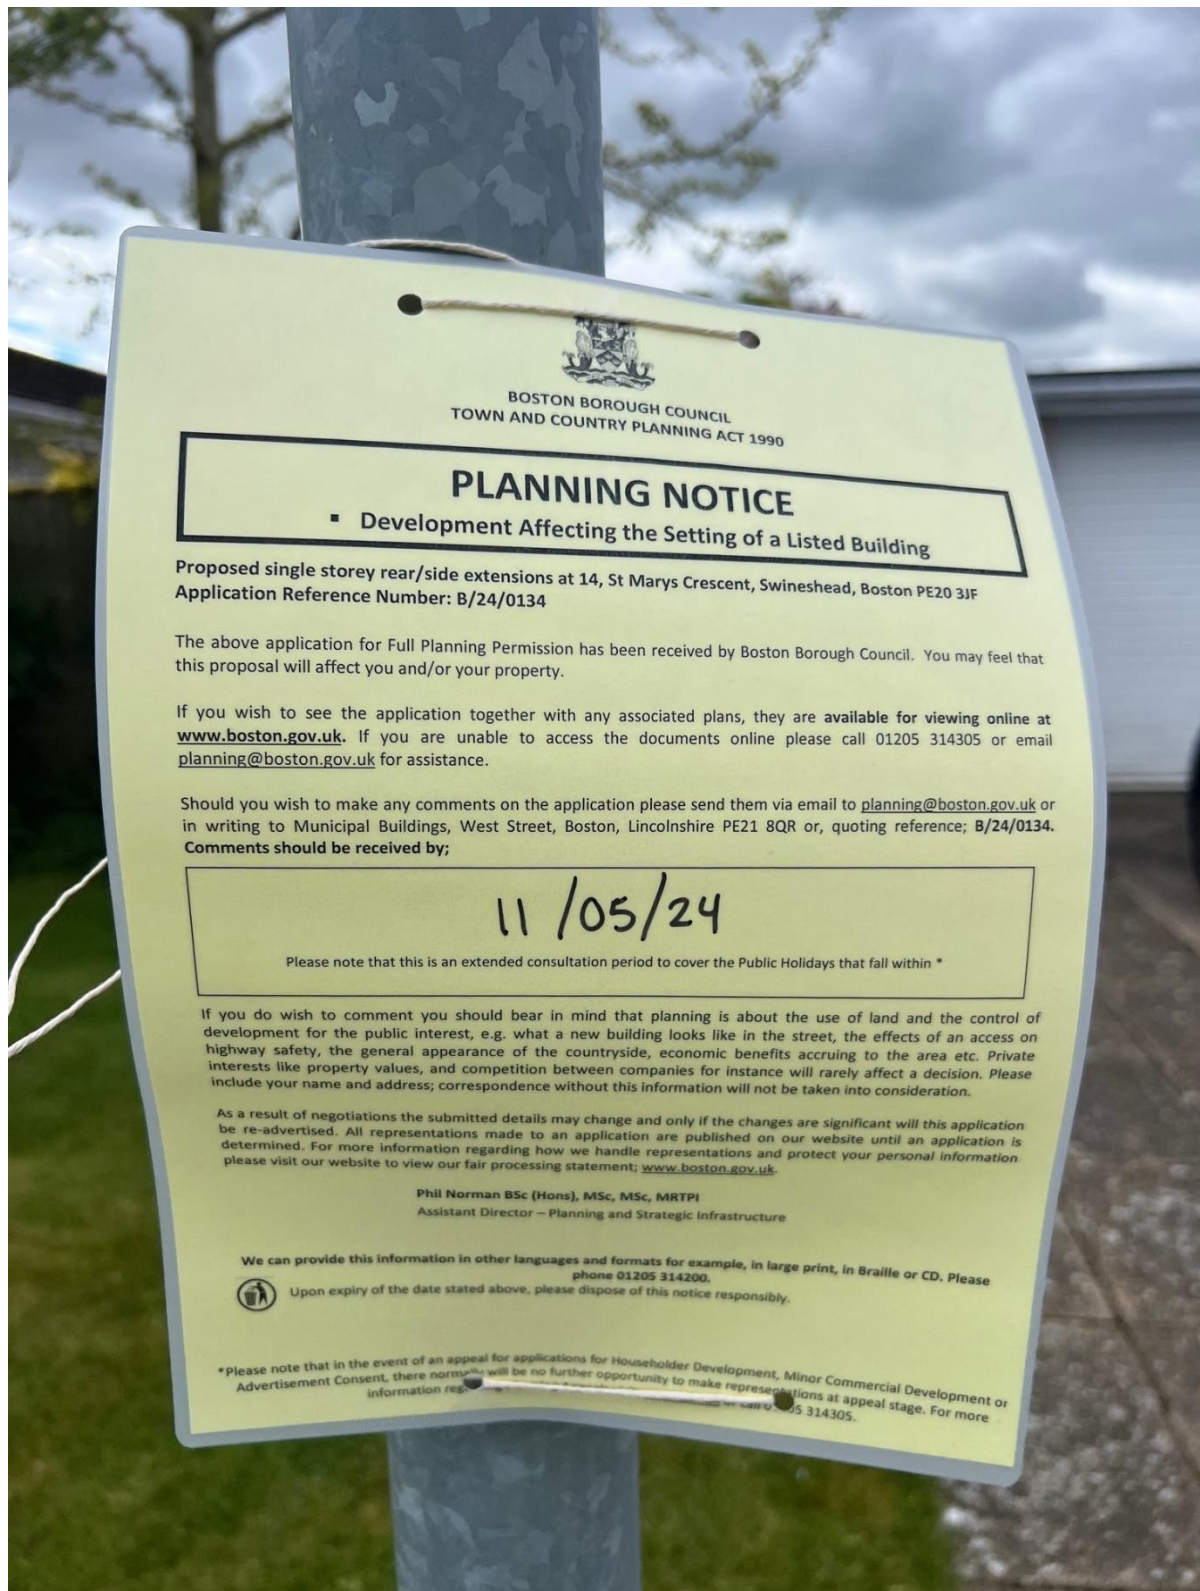 BOSTON BOROUGH COUNCIL
TOWN AND COUNTRY PLANNING ACT 1990
PLANNING NOTICE
▪ Development Affecting the Setting of a Listed Building
Proposed single storey rear/side extensions at 14, St Marys Crescent, Swineshead, Boston PE20 3JF
Application Reference Number: B/24/0134
The above application for Full Planning Permission has been received by Boston Borough Council. You may feel that
this proposal will affect you and/or your property.
If you wish to see the application together with any associated plans, they are available for viewing online at
www.boston.gov.uk. If you are unable to access the documents online please call 01205 314305 or email
planning@boston.gov.uk for assistance.
Should you wish to make any comments on the application please send them via email to planning@boston.gov.uk or
in writing to Municipal Buildings, West Street, Boston, Lincolnshire PE21 8QR or, quoting reference; B/24/0134.
Comments should be received by;
11/05/24
Please note that this is an extended consultation period to cover the Public Holidays that fall within *
If you do wish to comment you should bear in mind that planning is about the use of land and the control of
development for the public interest, e.g. what a new building looks like in the street, the effects of an access on
highway safety, the general appearance of the countryside, economic benefits accruing to the area etc. Private
interests like property values, and competition between companies for instance will rarely affect a decision. Please
include your name and address; correspondence without this information will not be taken into consideration.
As a result of negotiations the submitted details may change and only if the changes are significant will this application
be re-advertised. All representations made to an application are published on our website until an application is
determined. For more information regarding how we handle representations and protect your personal information
please visit our website to view our fair processing statement; www.boston.gov.uk.
Phil Norman BSc (Hons), MSc, MSc, MRTPI
Assistant Director – Planning and Strategic Infrastructure
We can provide this information in other languages and formats for example, in large print, in Braille or CD. Please
phone 01205 314200.
Upon expiry of the date stated above, please dispose of this notice responsibly.
*Please note that in the event of an appeal for applications for Householder Development, Minor Commercial Development or
Advertisement Consent, there normally will be no further opportunity to make representations at appeal stage. For more
information call 314305.